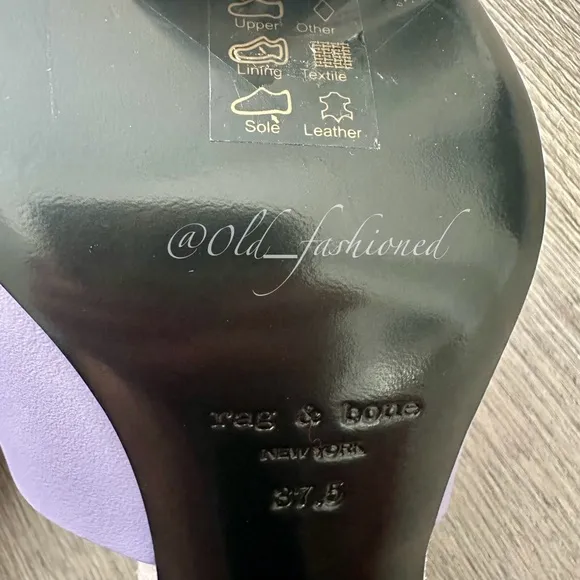 Upper Other
Lining Textile
Sole Leather
@Old_fashioned
rag & bone
NEW YORK
37.5